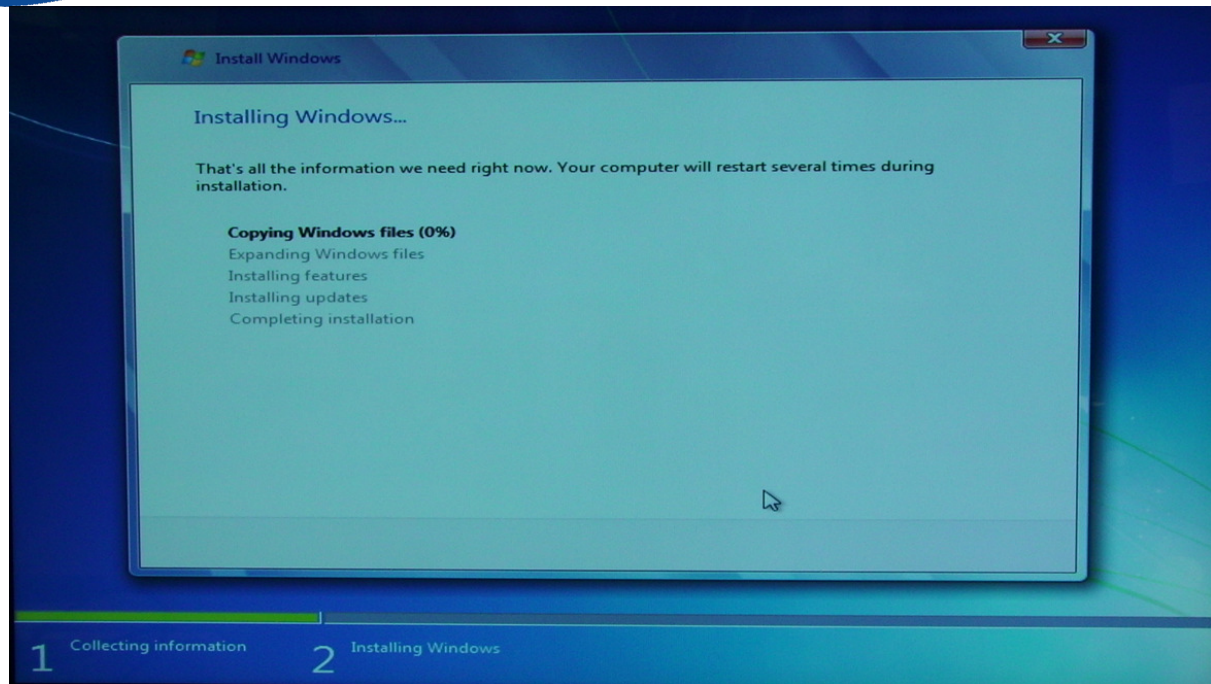 Install Windows
Installing Windows...
That's all the information we need right now. Your computer will restart several times during
installation.
Copying Windows files (0%)
Expanding Windows files
Installing features
Installing updates
Completing installation
1 Collecting information
2 Installing Windows